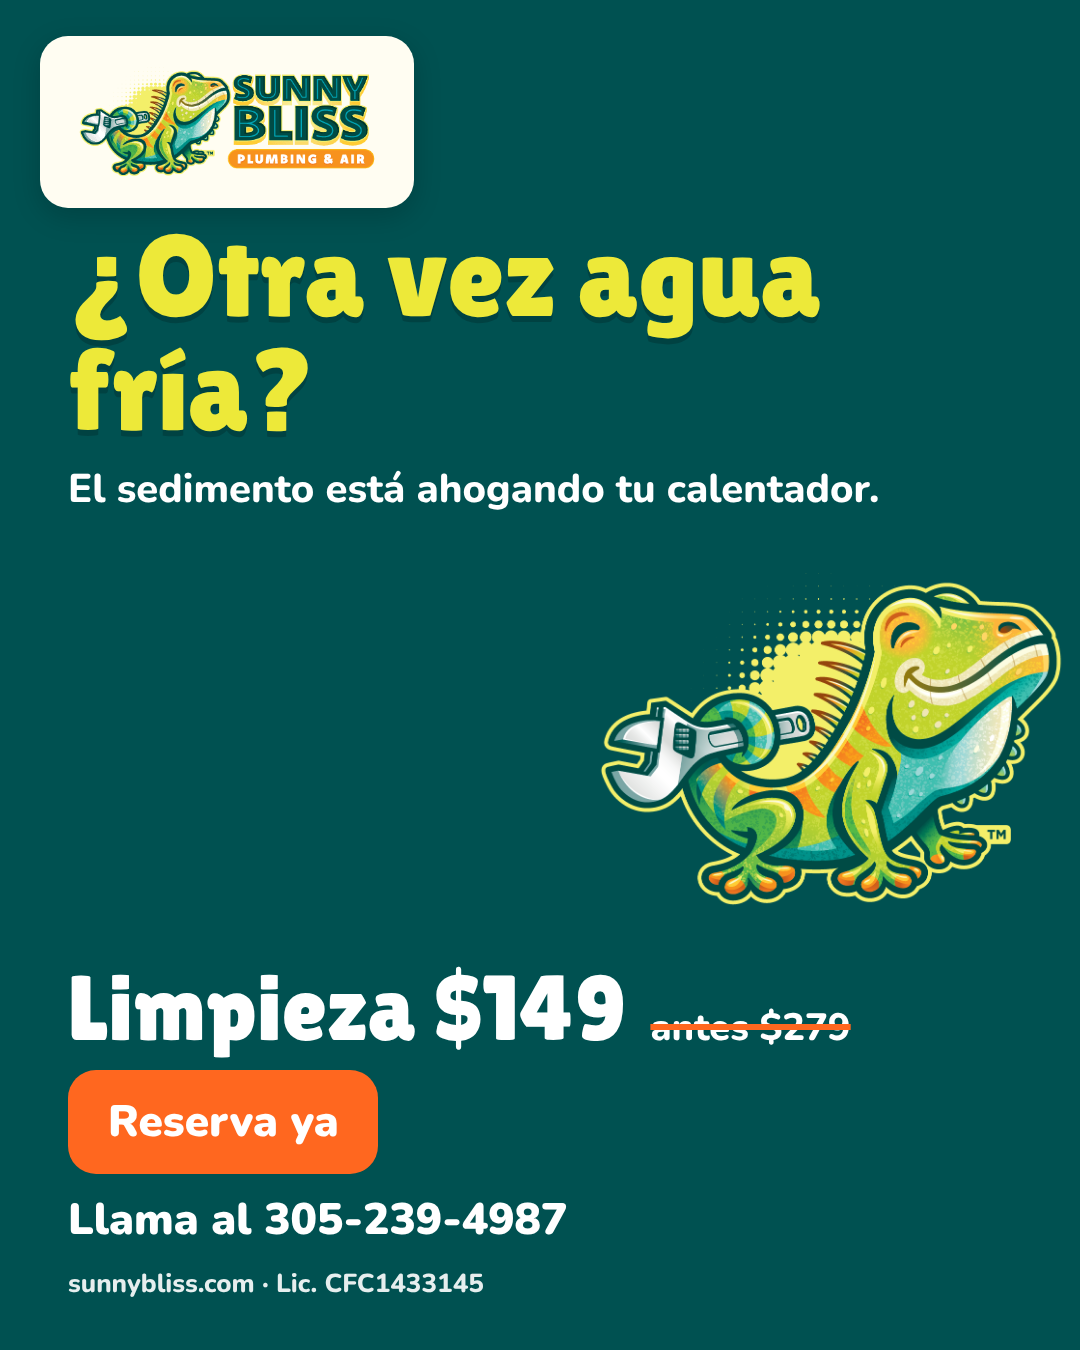 SUNNY
BLISS
PLUMBING & AIR
TM
¿Otra vez agua
fría?
El sedimento está ahogando tu calentador.
TM
Limpieza $149 antes $279
Reserva ya
Llama al 305-239-4987
sunnybliss.com · Lic. CFC1433145